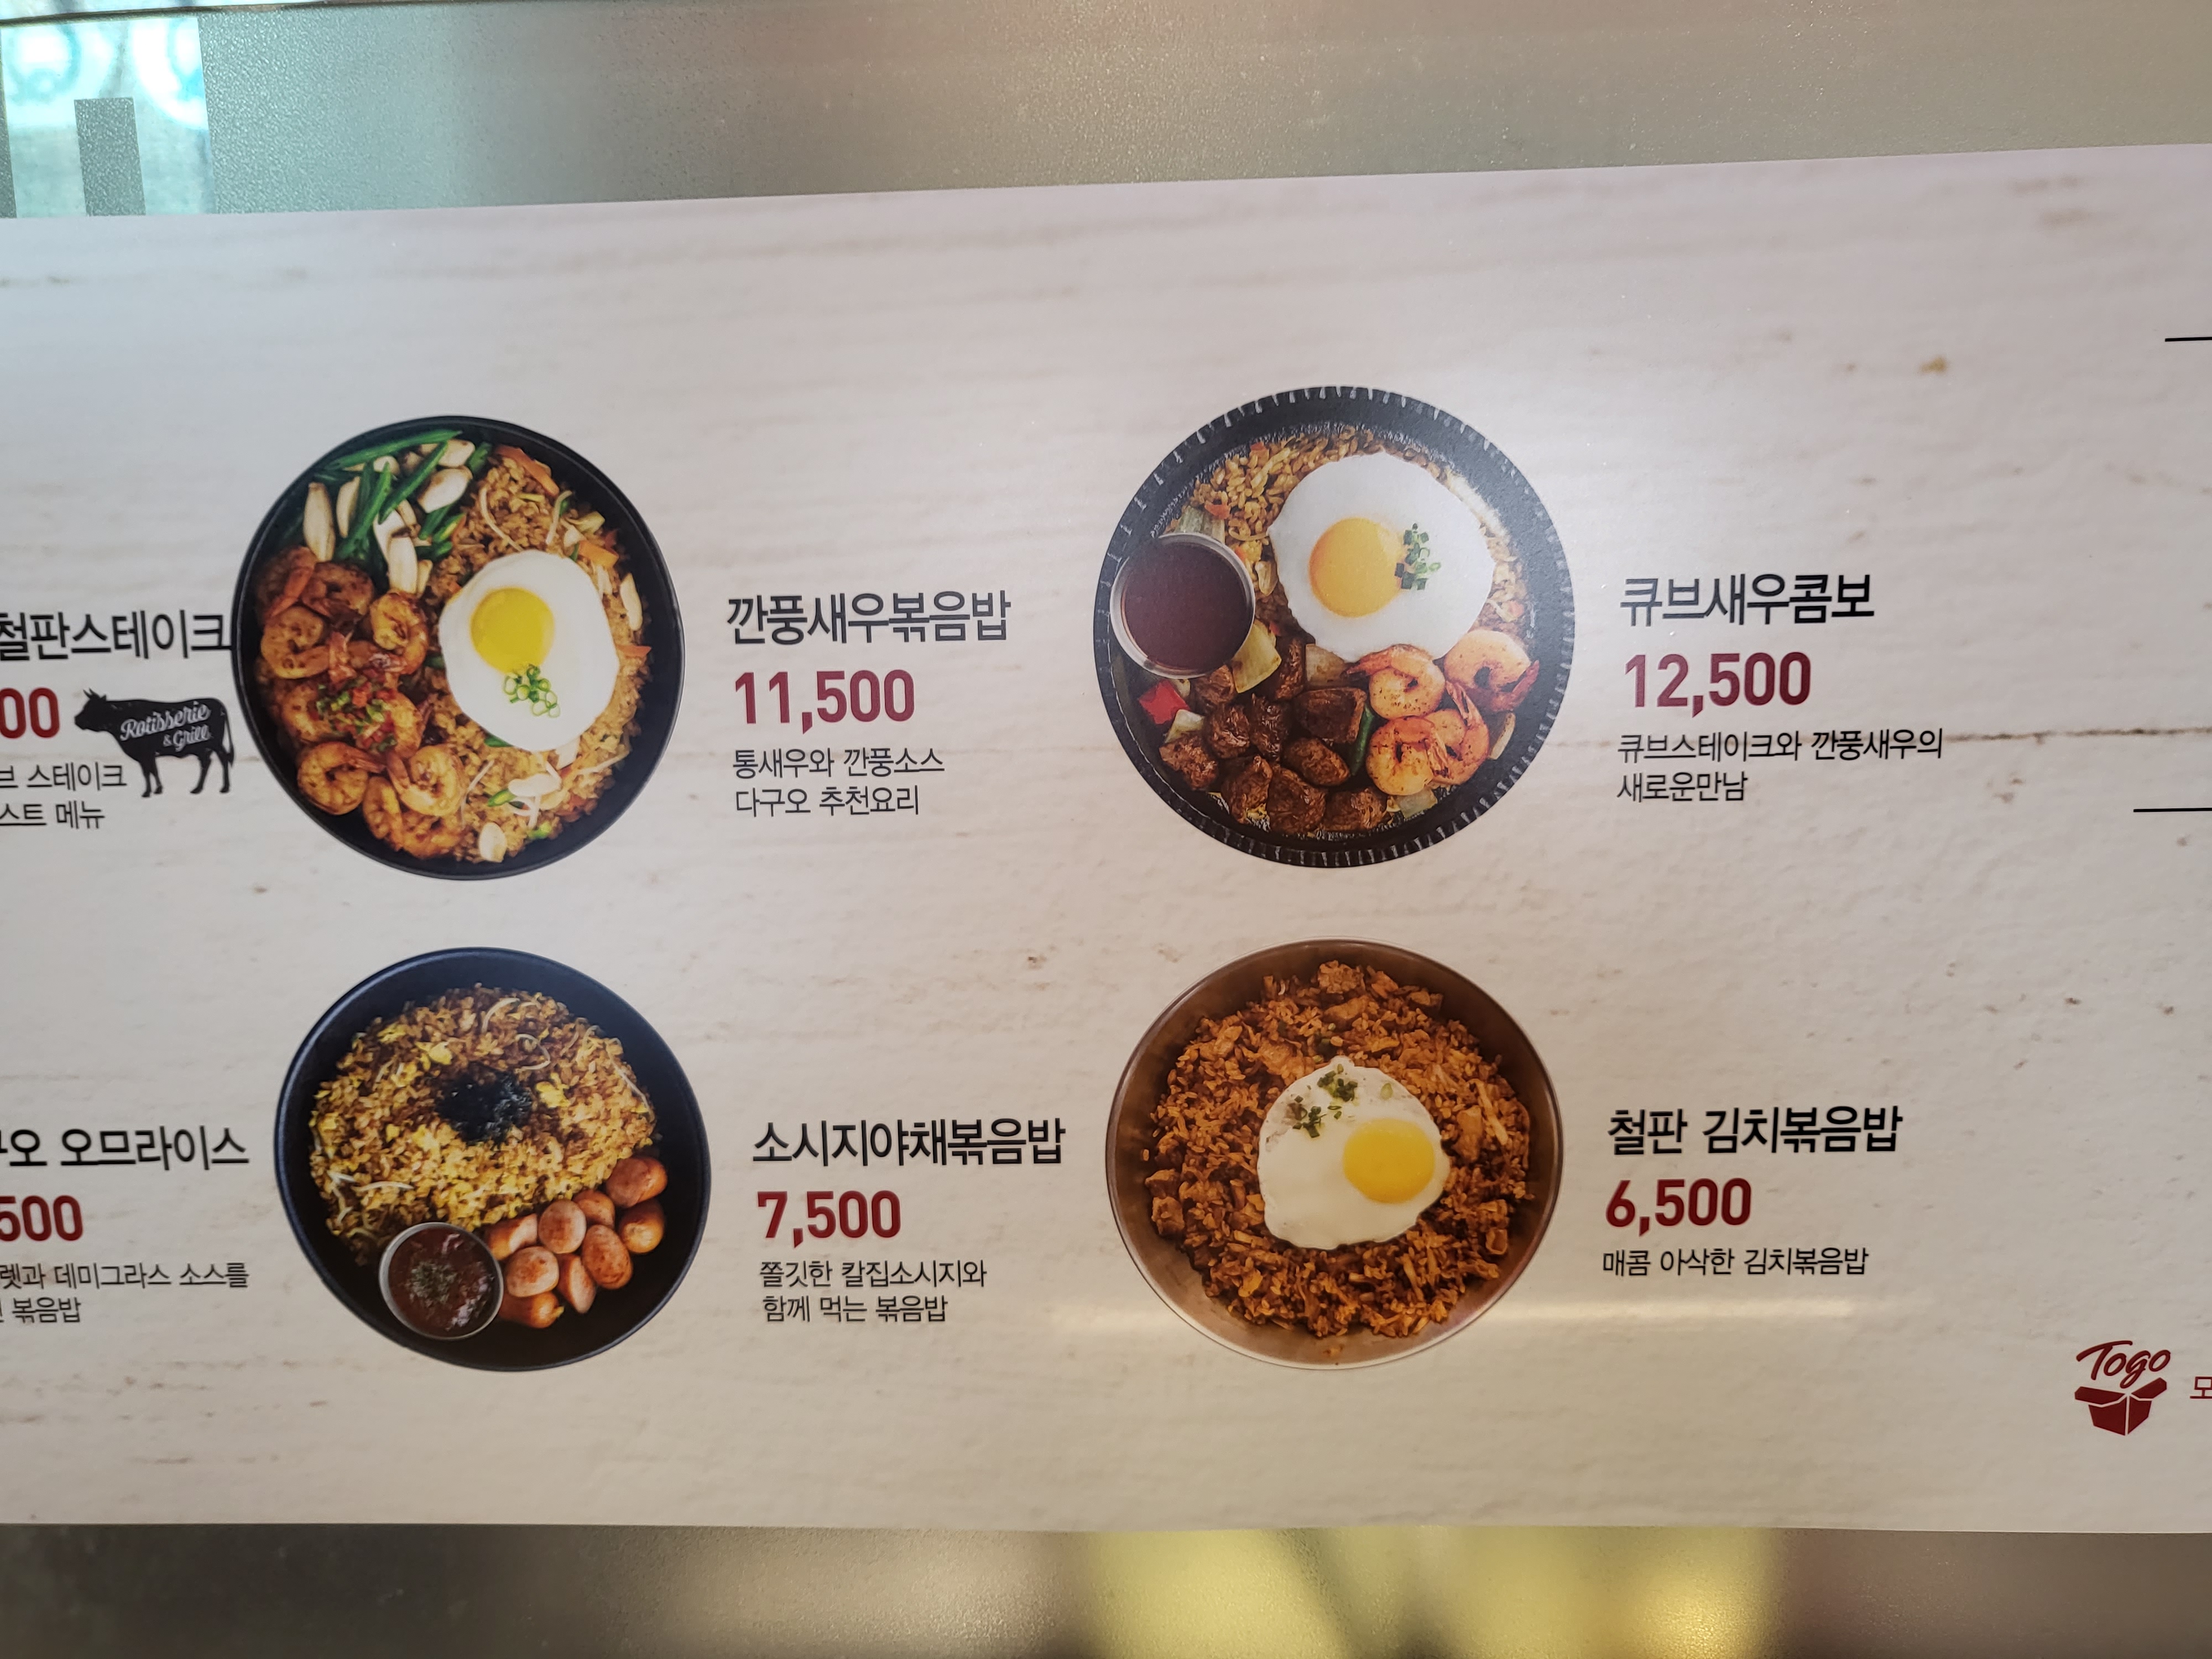 철판스테이크
00
Rotisserie
& Grill
브 스테이크
스트 메뉴
깐풍새우볶음밥
11,500
통새우와 깐풍소스
다구오 추천요리
큐브새우콤보
12,500
큐브스테이크와 깐풍새우의
새로운만남
구오 오므라이스
500
렛과 데미그라스 소스를
볶음밥
소시지야채볶음밥
7,500
쫄깃한 칼집소시지와
함께 먹는 볶음밥
철판 김치볶음밥
6,500
매콤 아삭한 김치볶음밥
Togo
모